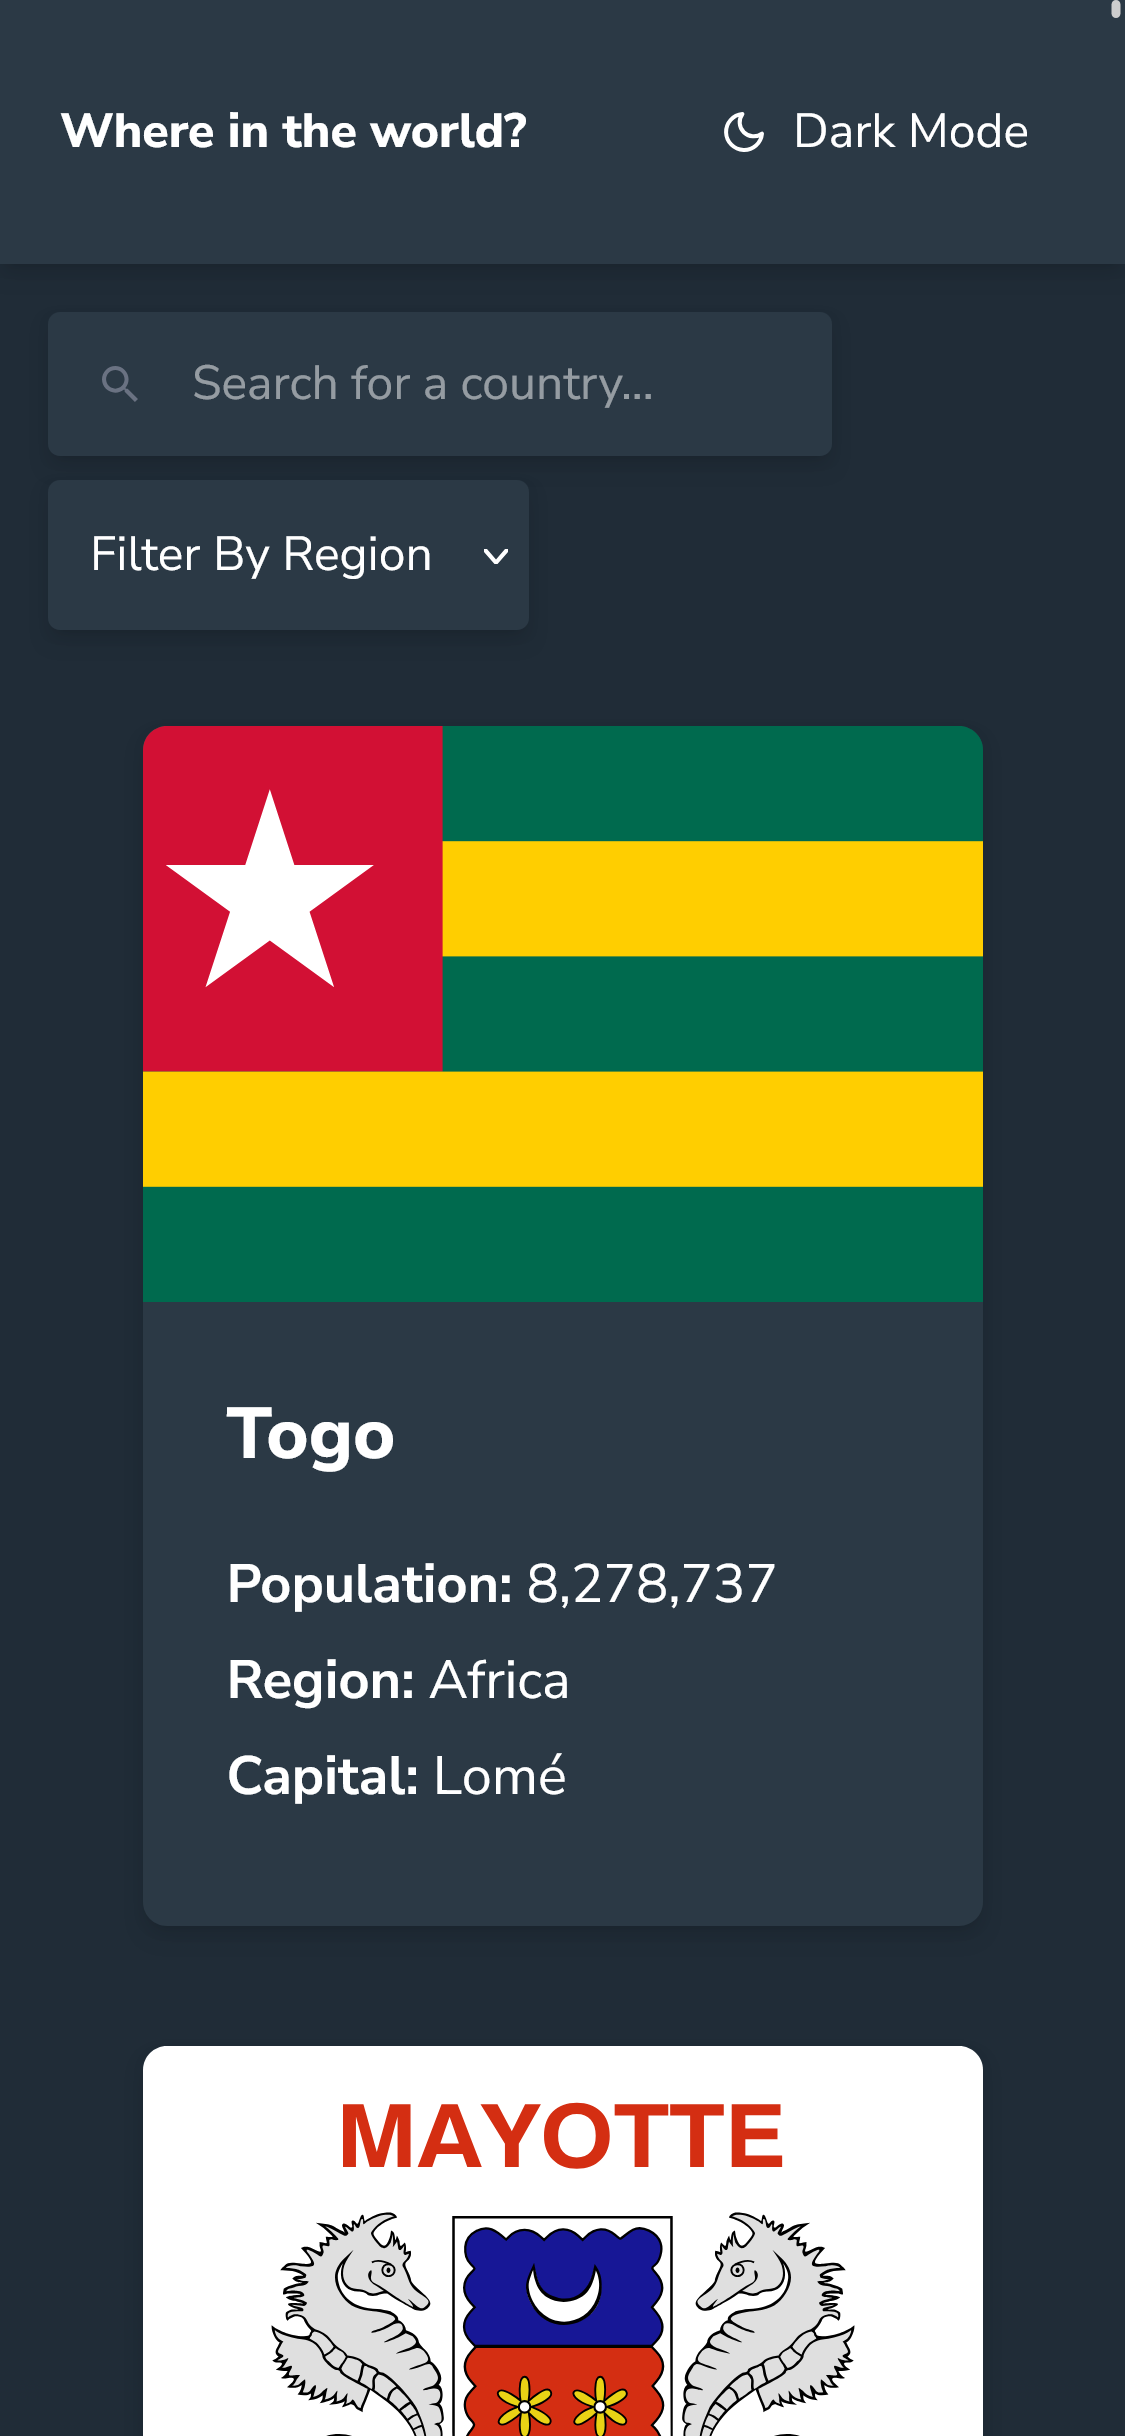 Where in the world?
Dark Mode
Search for a country...
Filter By Region
Togo
Population: 8,278,737
Region: Africa
Capital: Lomé
MAYOTTE